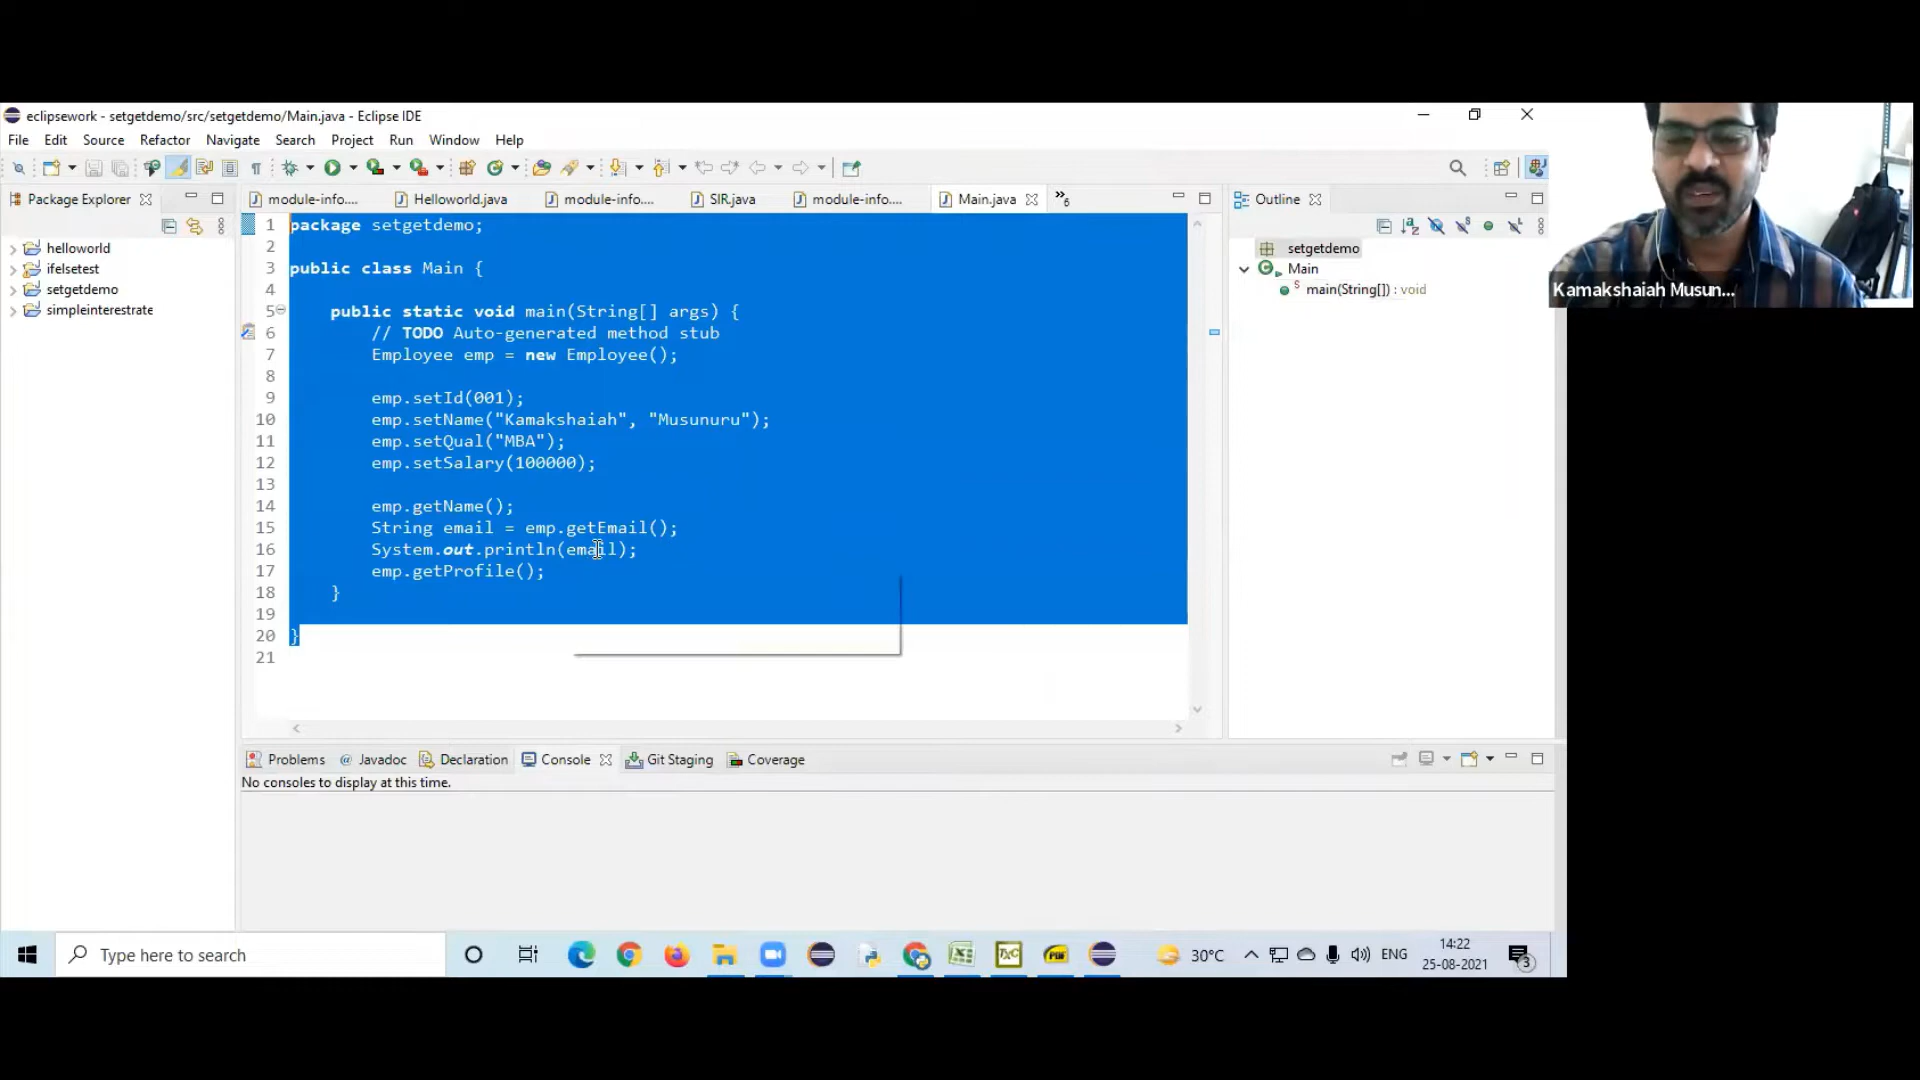 eclipsework - setgetdemo/src/setgetdemo/Main.java - Eclipse IDE
File Edit Source Refactor Navigate Search Project Run Window Help
Package Explorer
helloworld
ifelsetest
setgetdemo
simpleinterestrate
module-info.... Helloworld.java module-info.... SIR.java module-info.... Main.java »6
1 package setgetdemo;
2
3 public class Main {
4
5 public static void main(String[] args) {
6 // TODO Auto-generated method stub
7 Employee emp = new Employee();
8
9 emp.setId(001);
10 emp.setName("Kamakshaiah", "Musunuru");
11 emp.setQual("MBA");
12 emp.setSalary(100000);
13
14 emp.getName();
15 String email = emp.getEmail();
16 System.out.println(email);
17 emp.getProfile();
18 }
19
20 }
21
Outline
setgetdemo
Main
main(String[]) : void
Kamakshaiah Musun...
Problems @ Javadoc Declaration Console Git Staging Coverage
No consoles to display at this time.
Type here to search
TXC
PDF
30°C
ENG
14:22
25-08-2021
3